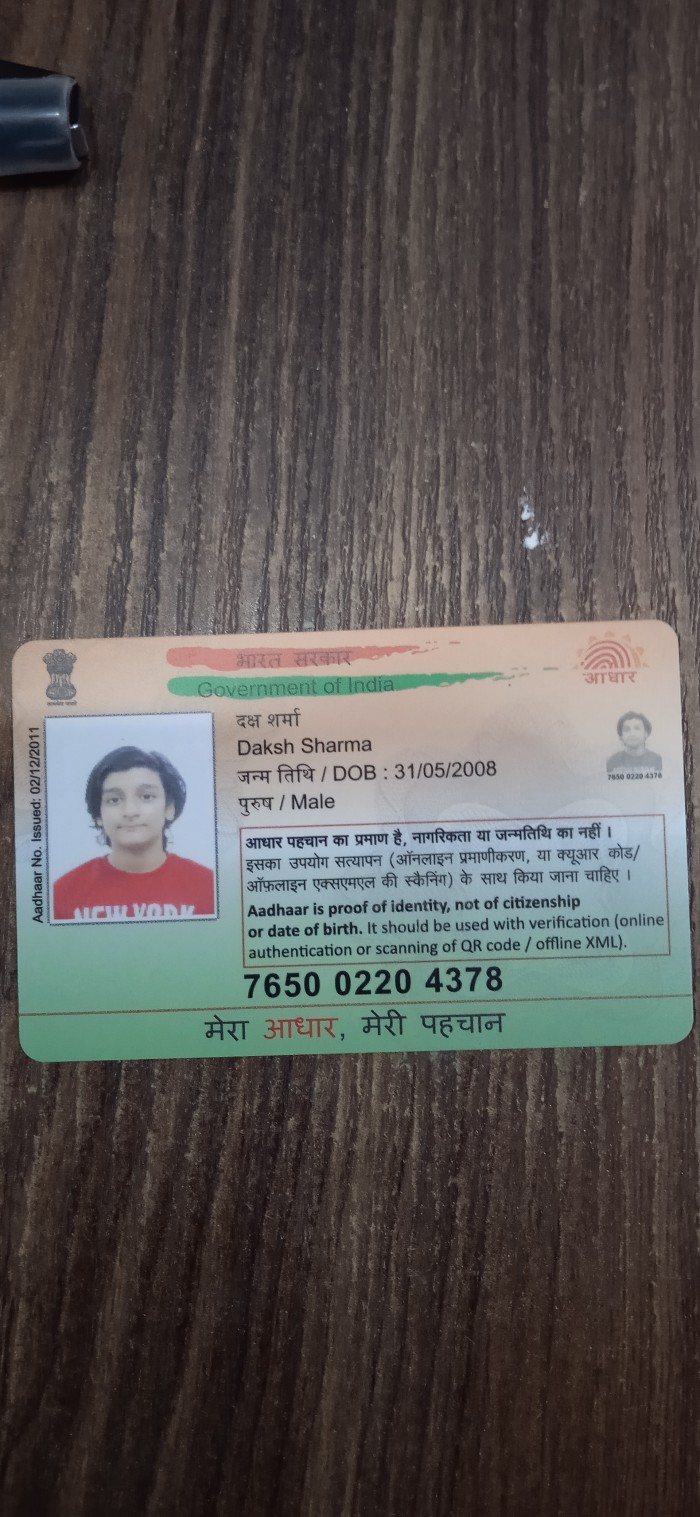 भारत सरकार
Government of India
आधार
Aadhaar No. Issued: 02/12/2011
दक्ष शर्मा
Daksh Sharma
जन्म तिथि / DOB : 31/05/2008
पुरुष / Male
7650 0220 4378
NEW YORK
आधार पहचान का प्रमाण है, नागरिकता या जन्मतिथि का नहीं ।
इसका उपयोग सत्यापन (ऑनलाइन प्रमाणीकरण, या क्यूआर कोड/
ऑफ़लाइन एक्सएमएल की स्कैनिंग) के साथ किया जाना चाहिए ।
Aadhaar is proof of identity, not of citizenship
or date of birth. It should be used with verification (online
authentication or scanning of QR code / offline XML).
7650 0220 4378
मेरा आधार, मेरी पहचान